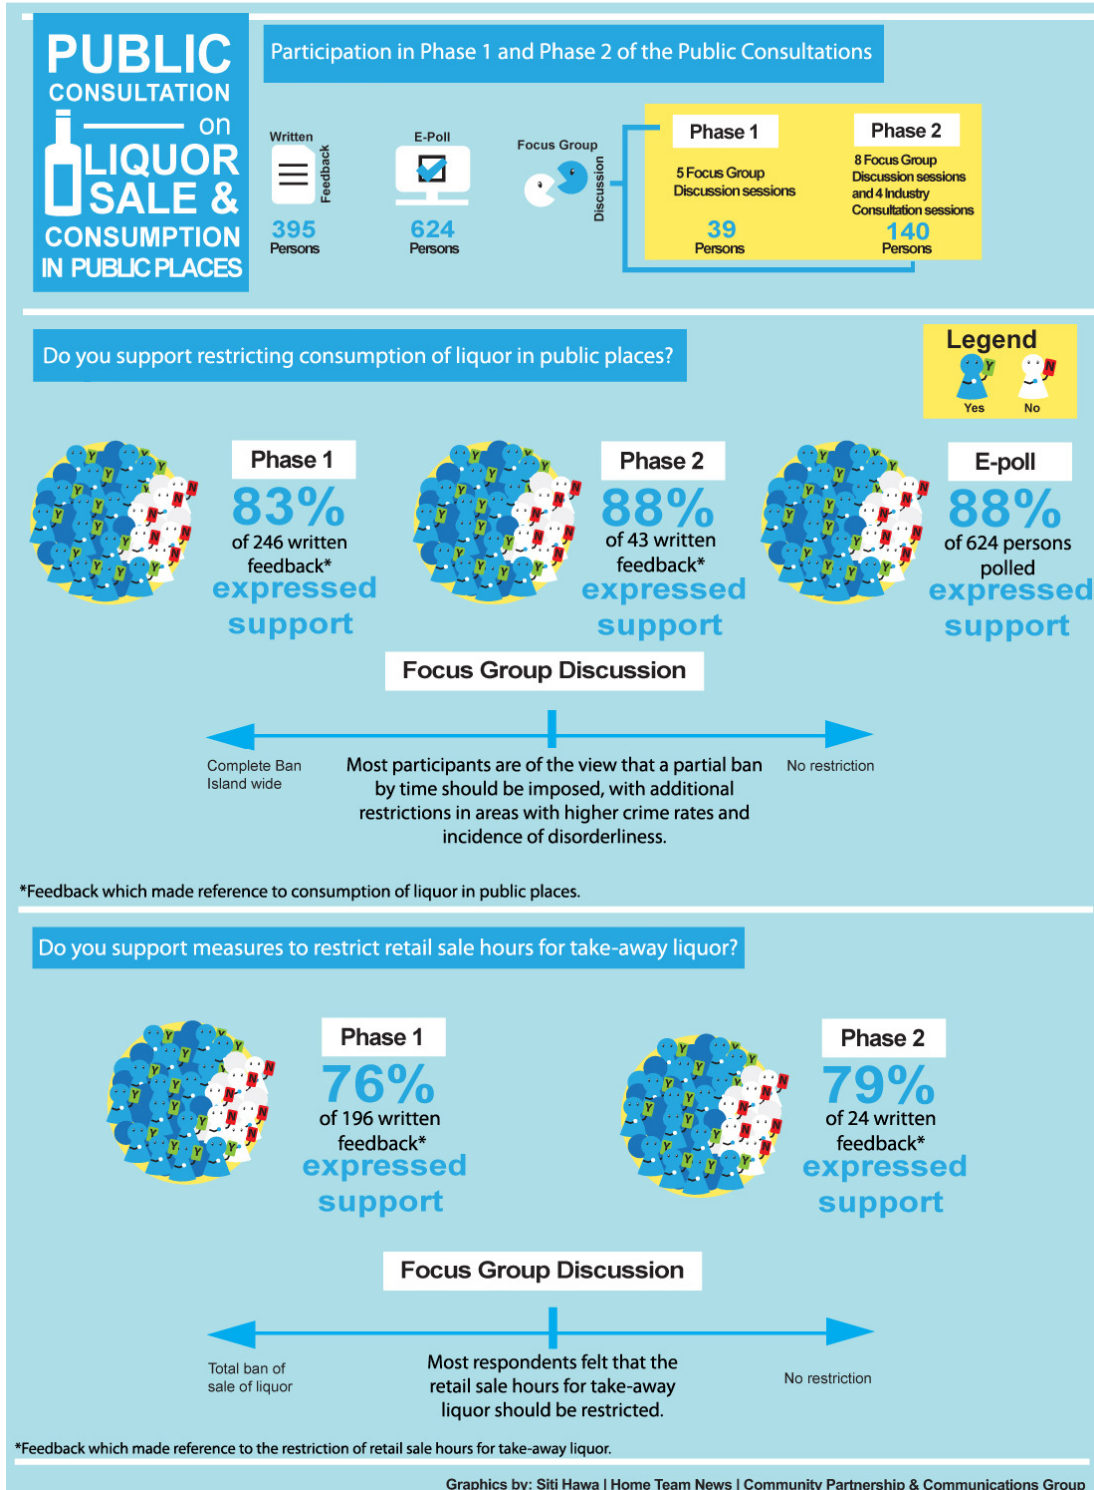 PUBLIC
CONSULTATION
on
LIQUOR
SALE &
CONSUMPTION
IN PUBLIC PLACES
Participation in Phase 1 and Phase 2 of the Public Consultations
Written
Feedback
395
Persons
E-Poll
624
Persons
Focus Group
Discussion
Phase 1
5 Focus Group
Discussion sessions
39
Persons
Phase 2
8 Focus Group
Discussion sessions
and 4 Industry
Consultation sessions
140
Persons
Do you support restricting consumption of liquor in public places?
Legend
Y
N
Yes
No
Phase 1
83%
of 246 written
feedback*
expressed
support
Phase 2
88%
of 43 written
feedback*
expressed
support
E-poll
88%
of 624 persons
polled
expressed
support
Focus Group Discussion
Complete Ban
Island wide
Most participants are of the view that a partial ban
by time should be imposed, with additional
restrictions in areas with higher crime rates and
incidence of disorderliness.
No restriction
*Feedback which made reference to consumption of liquor in public places.
Do you support measures to restrict retail sale hours for take-away liquor?
Phase 1
76%
of 196 written
feedback*
expressed
support
Phase 2
79%
of 24 written
feedback*
expressed
support
Focus Group Discussion
Total ban of
sale of liquor
Most respondents felt that the
retail sale hours for take-away
liquor should be restricted.
No restriction
*Feedback which made reference to the restriction of retail sale hours for take-away liquor.
Graphics by: Siti Hawa | Home Team News | Community Partnership & Communications Group